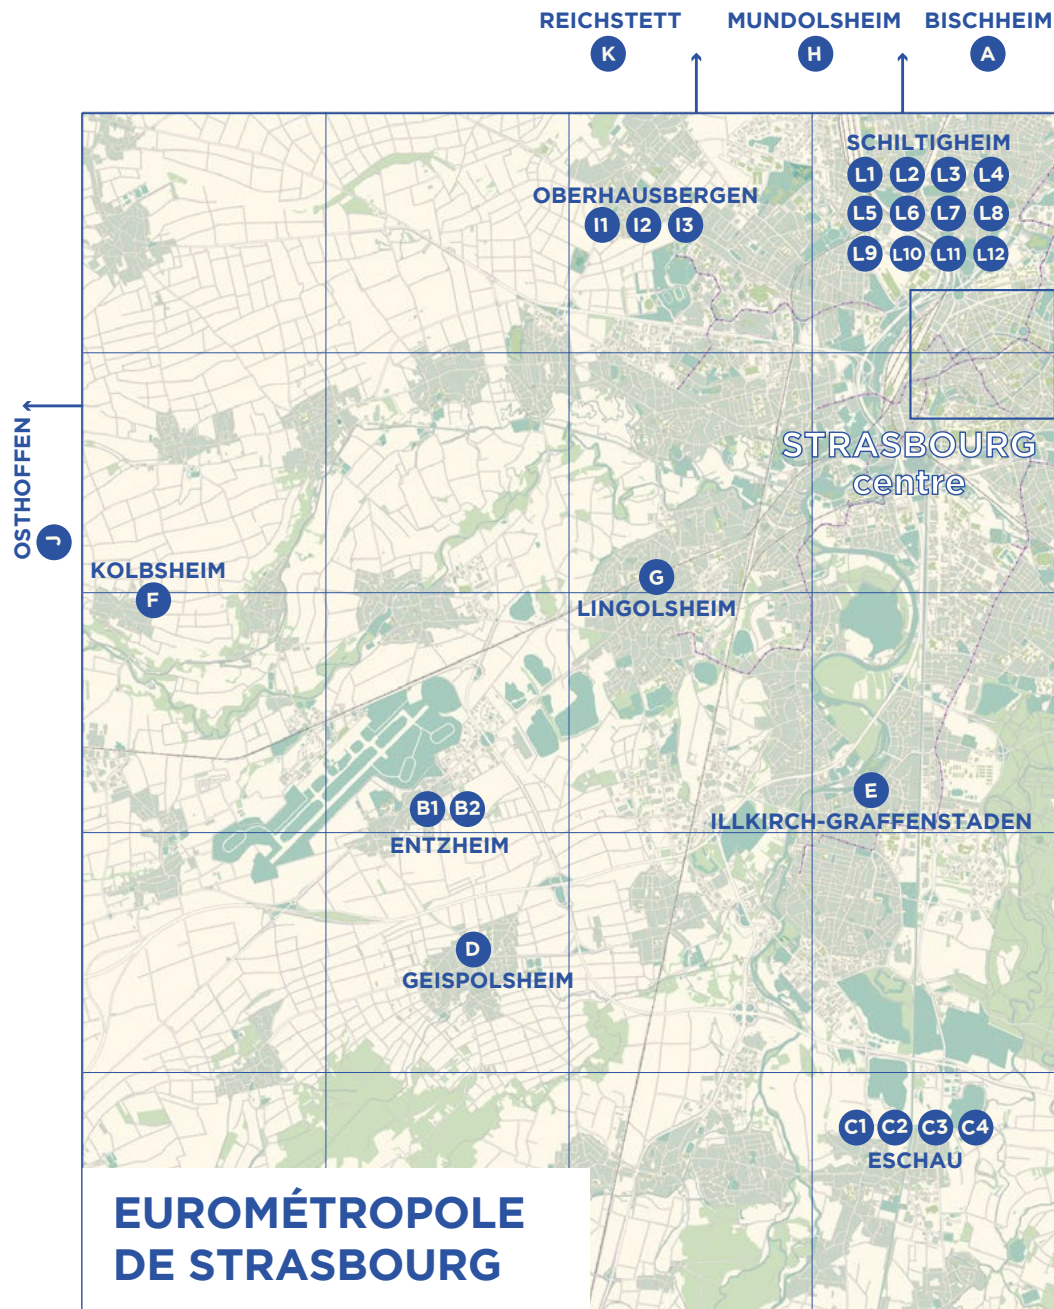 REICHSTETT
K
MUNDOLSHEIM
H
BISCHHEIM
A
SCHILTIGHEIM
L1 L2 L3 L4
L5 L6 L7 L8
L9 L10 L11 L12
OBERHAUSBERGEN
I1 I2 I3
STRASBOURG
centre
OSTHOFFEN
J
KOLBSHEIM
F
G
LINGOLSHEIM
E
ILLKIRCH-GRAFFENSTADEN
B1 B2
ENTZHEIM
D
GEISPOLSHEIM
C1 C2 C3 C4
ESCHAU
EUROMÉTROPOLE
DE STRASBOURG